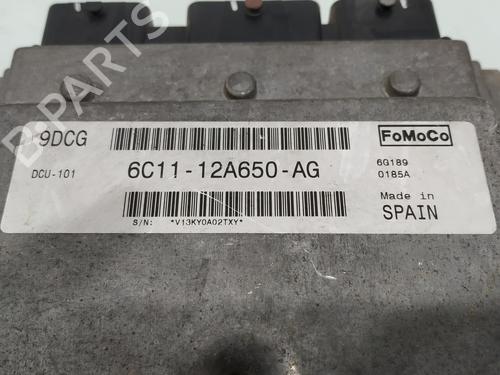 B-PARTS
9DCG
FoMoCo
DCU-101
6C11-12A650-AG
6G189
0185A
S/N: *V13KY0A02TXY*
Made in
SPAIN